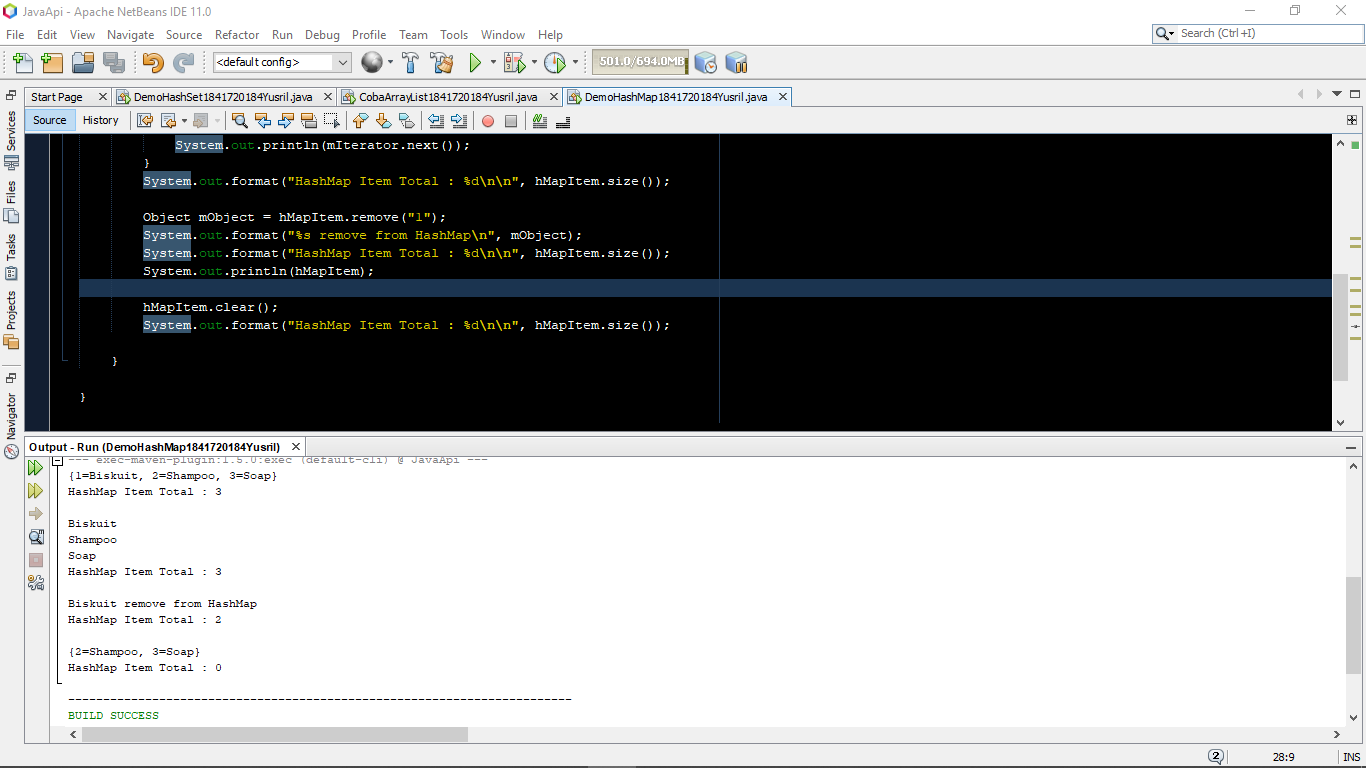 JavaApi - Apache NetBeans IDE 11.0
File Edit View Navigate Source Refactor Run Debug Profile Team Tools Window Help
Search (Ctrl+I)
<default config>
501.0/694.0MB
Start Page
DemoHashSet1841720184Yusril.java
CobaArrayList1841720184Yusril.java
DemoHashMap1841720184Yusril.java
Source History
Services
Files
Tasks
Projects
Navigator
System.out.println(mIterator.next());
}
System.out.format("HashMap Item Total : %d\n\n", hMapItem.size());
Object mObject = hMapItem.remove("1");
System.out.format("%s remove from HashMap\n", mObject);
System.out.format("HashMap Item Total : %d\n\n", hMapItem.size());
System.out.println(hMapItem);
hMapItem.clear();
System.out.format("HashMap Item Total : %d\n\n", hMapItem.size());
}
}
Output - Run (DemoHashMap1841720184Yusril)
--- exec-maven-plugin:1.5.0:exec (default-cli) @ JavaApi ---
{1=Biskuit, 2=Shampoo, 3=Soap}
HashMap Item Total : 3
Biskuit
Shampoo
Soap
HashMap Item Total : 3
Biskuit remove from HashMap
HashMap Item Total : 2
{2=Shampoo, 3=Soap}
HashMap Item Total : 0
------------------------------------------------------------------------
BUILD SUCCESS
2
28:9
INS